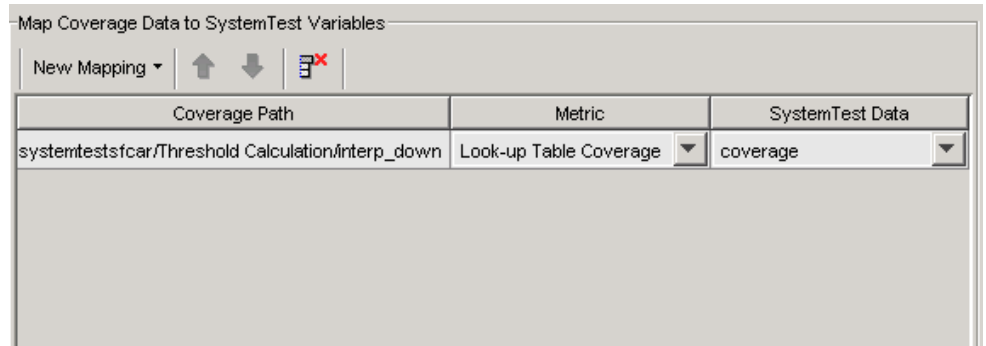 Map Coverage Data to SystemTest Variables
New Mapping
Coverage Path Metric SystemTest Data
systemtestsfcar/Threshold Calculation/interp_down Look-up Table Coverage coverage